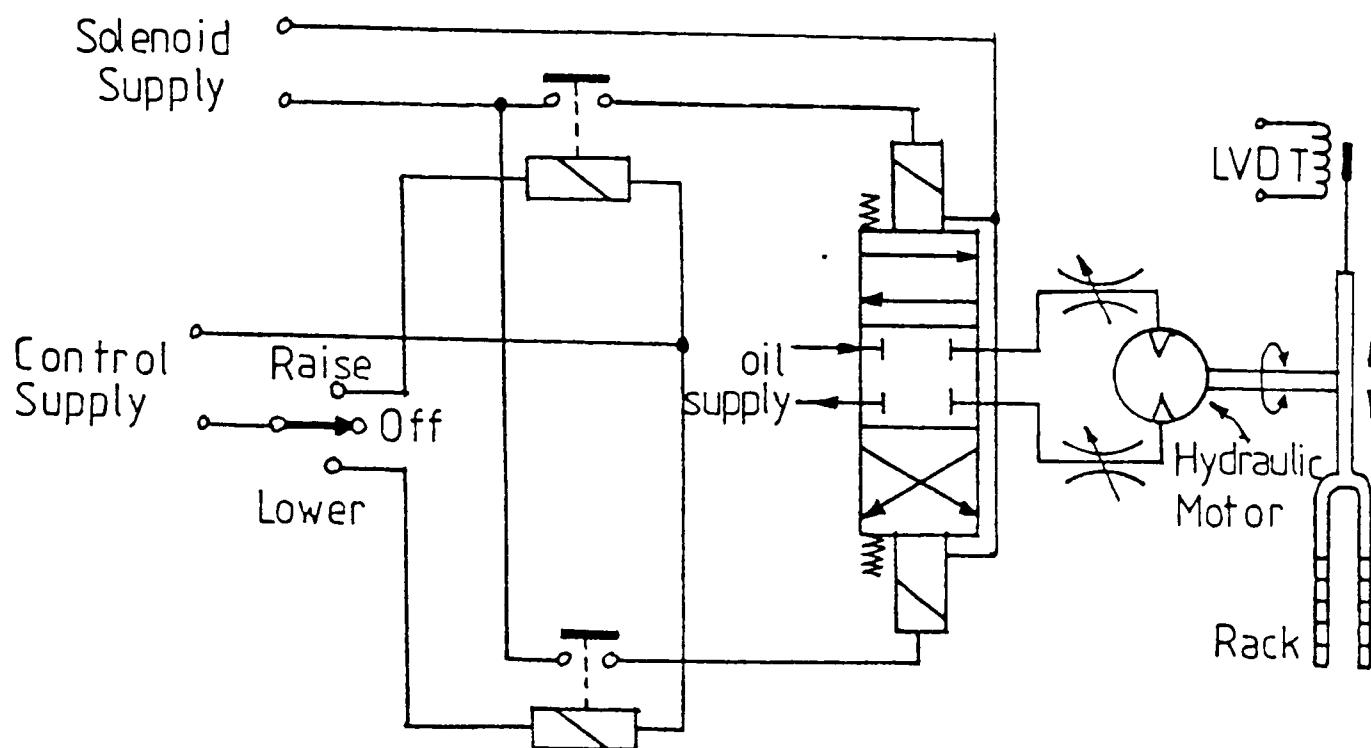 Solenoid
Supply
LVDT
Control
Supply
Raise
Off
Lower
oil
supply
Hydraulic
Motor
Rack